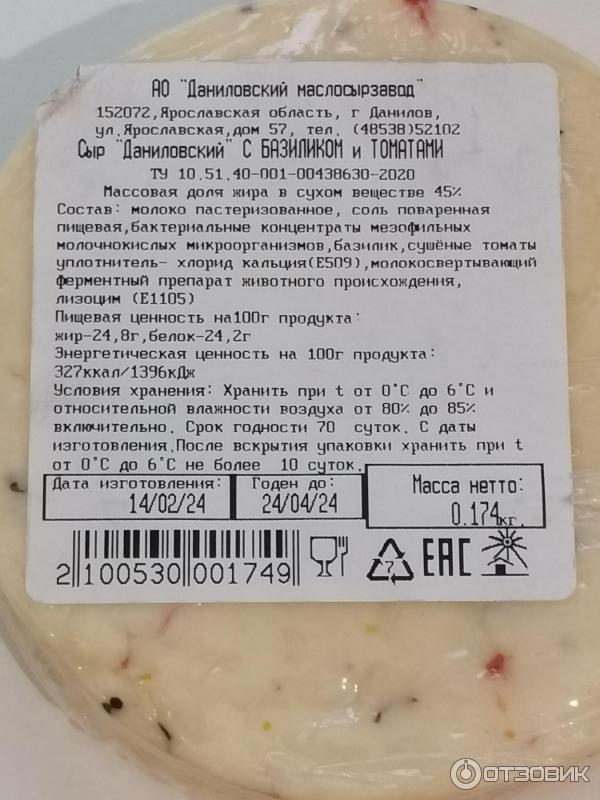 АО "Даниловский маслосырзавод"
152072,Ярославская область, г Данилов,
ул.Ярославская,дом 57, тел. (48538)52102
Сыр "Даниловский" С БАЗИЛИКОМ и ТОМАТАМИ
ТУ 10.51.40-001-00438630-2020
Массовая доля жира в сухом веществе 45%
Состав: молоко пастеризованное, соль поваренная
пищевая,бактериальные концентраты мезофильных
молочнокислых микроорганизмов,базилик,сушёные томаты
уплотнитель- хлорид кальция(Е509),молокосвертывающий
ферментный препарат животного происхождения,
лизоцим (Е1105)
Пищевая ценность на100г продукта:
жир-24,8г,белок-24,2г
Энергетическая ценность на 100г продукта:
327ккал/1396кДж
Условия хранения: Хранить при t от 0°С до 6°С и
относительной влажности воздуха от 80% до 85%
включительно. Срок годности 70 суток. С даты
изготовления.После вскрытия упаковки хранить при t
от 0°С до 6°С не более 10 суток.
Дата изготовления: Годен до: Масса нетто:
14/02/24 24/04/24 0.174кг.
2 100530 001749 7 ЕАС
ОТЗОВИК